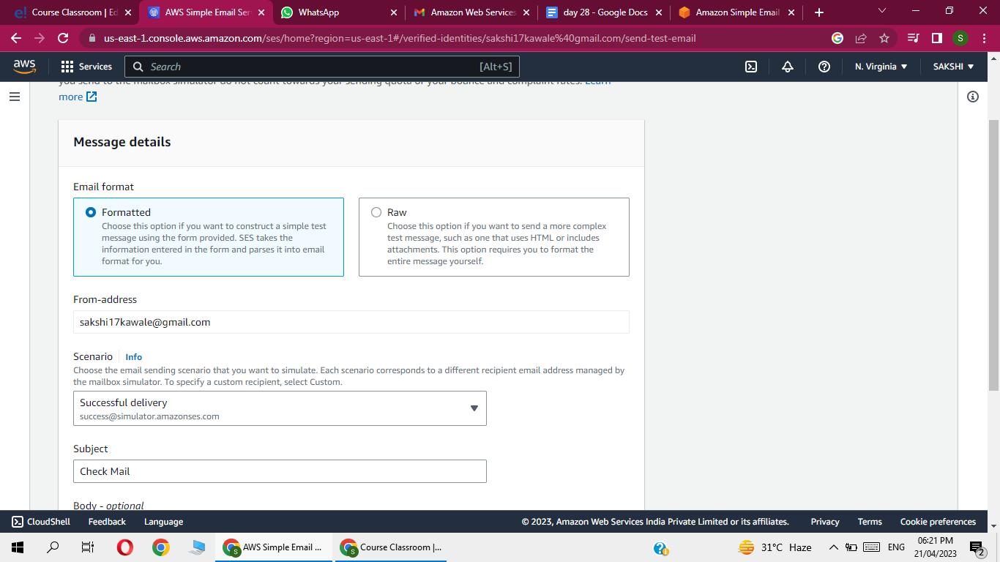 e! Course Classroom | Ed
AWS Simple Email Ser
WhatsApp
Amazon Web Services
day 28 - Google Docs
Amazon Simple Email
us-east-1.console.aws.amazon.com/ses/home?region=us-east-1#/verified-identities/sakshi17kawale%40gmail.com/send-test-email
S
aws
Services
Search
[Alt+S]
N. Virginia
SAKSHI
you send to the mailbox simulator do not count towards your sending quota or your bounce and complaint rates. Learn
more
Message details
Email format
Formatted
Choose this option if you want to construct a simple test
message using the form provided. SES takes the
information entered in the form and parses it into email
format for you.
Raw
Choose this option if you want to send a more complex
test message, such as one that uses HTML or includes
attachments. This option requires you to format the
entire message yourself.
From-address
sakshi17kawale@gmail.com
Scenario
Info
Choose the email sending scenario that you want to simulate. Each scenario corresponds to a different recipient email address managed by
the mailbox simulator. To specify a custom recipient, select Custom.
Successful delivery
success@simulator.amazonses.com
Subject
Check Mail
Body - optional
CloudShell
Feedback
Language
© 2023, Amazon Web Services India Private Limited or its affiliates.
Privacy
Terms
Cookie preferences
S
AWS Simple Email ...
S
Course Classroom |...
31°C Haze
ENG
06:21 PM
21/04/2023
2